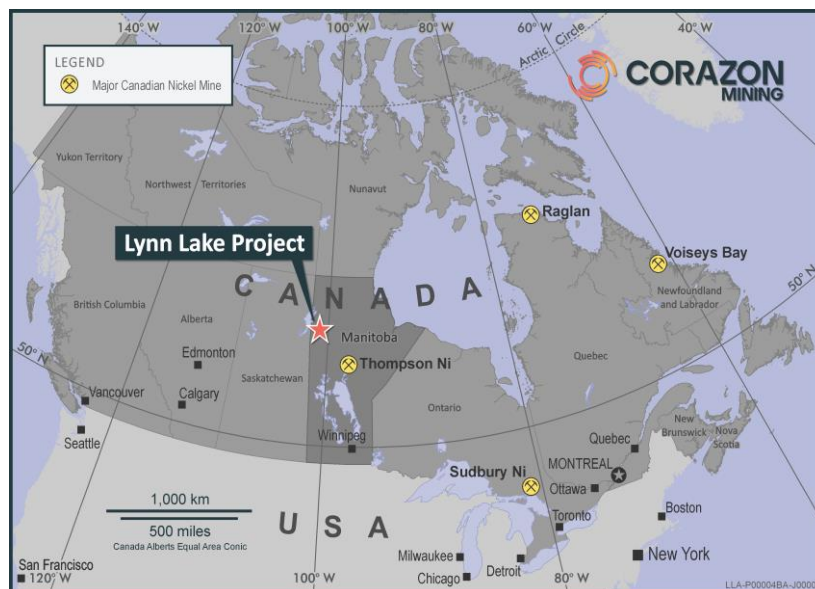 140° W
120° W
100° W
80° W
60° W
40° W
LEGEND
Major Canadian Nickel Mine
Arctic Circle
CORAZON
MINING
Yukon Territory
Northwest Territories
Nunavut
Raglan
Lynn Lake Project
Voiseys Bay
50° N
CANADA
Newfoundland
and Labrador
British Columbia
Alberta
Manitoba
Edmonton
Saskatchewan
Thompson Ni
Quebec
50° N
Vancouver
Calgary
Ontario
Seattle
Winnipeg
New
Brunswick
Nova
Scotia
Quebec
MONTREAL
Sudbury Ni
Ottawa
1,000 km
500 miles
Canada Alberts Equal Area Conic
USA
Toronto
Boston
Milwaukee
Detroit
New York
San Francisco
120° W
100° W
Chicago
80° W
LLA-P00004BA-J0000